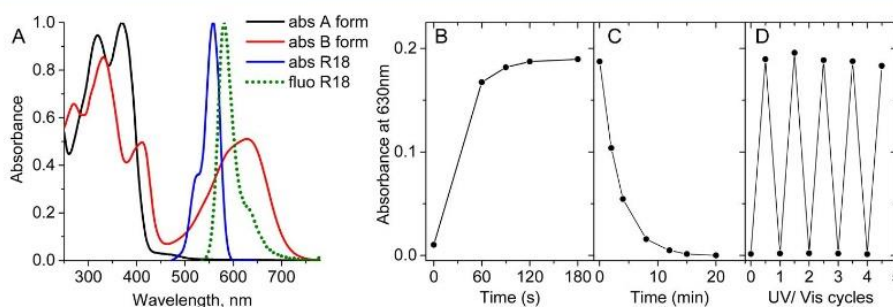 A
abs A form
abs B form
abs R18
fluo R18
Absorbance
1.0
0.8
0.6
0.4
0.2
0.0
300 400 500 600 700
Wavelength, nm
B
Absorbance at 630nm
0.2
0.1
0.0
0 60 120 180
Time (s)
C
0 10 20
Time (min)
D
0 1 2 3 4 5
UV/ Vis cycles